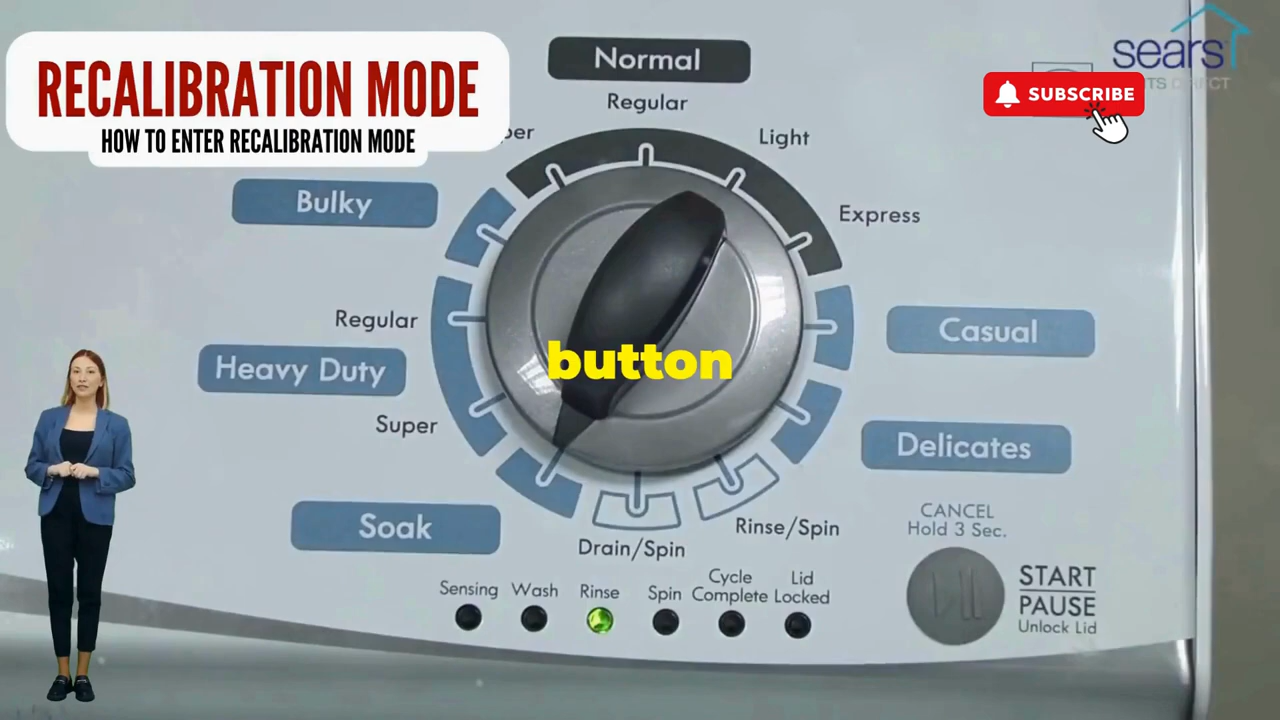 RECALIBRATION MODE
HOW TO ENTER RECALIBRATION MODE
Normal
Regular
Light
Express
Bulky
Regular
Heavy Duty
Super
Soak
Casual
Delicates
Rinse/Spin
Drain/Spin
button
Sensing
Wash
Rinse
Spin
Cycle
Complete
Lid
Locked
CANCEL
Hold 3 Sec.
START
PAUSE
Unlock Lid
sears
SUBSCRIBE